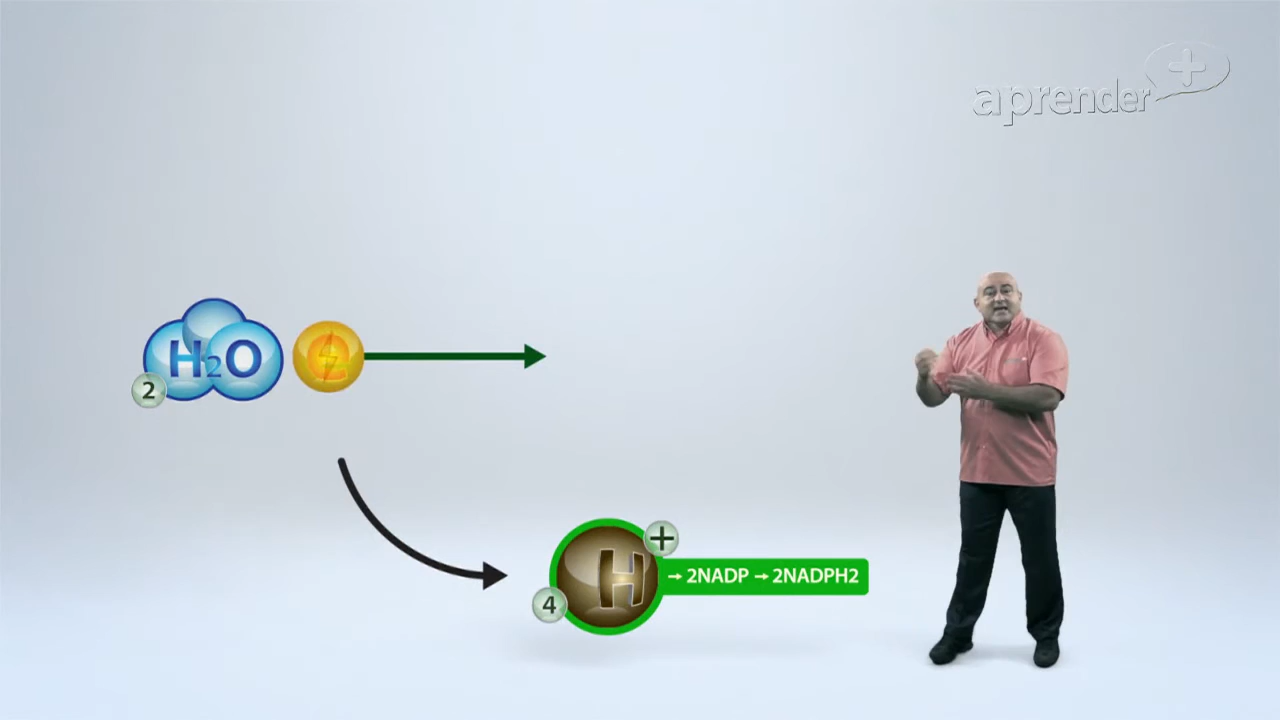 aprender +
H2O
2
e
+
H
→ 2NADP → 2NADPH2
4